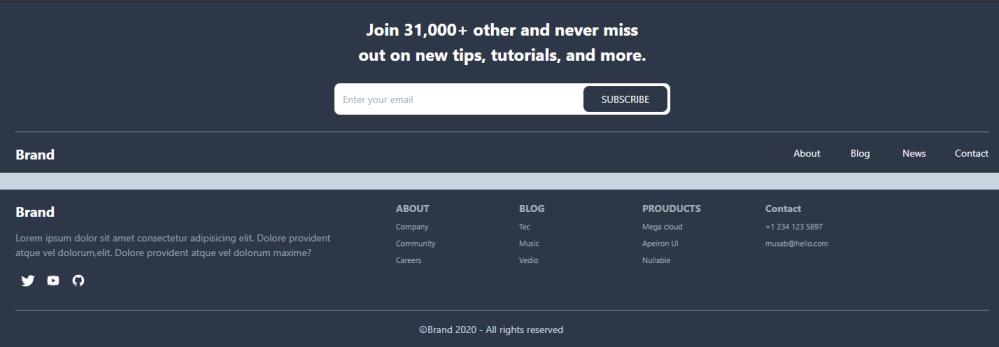 Join 31,000+ other and never miss
out on new tips, tutorials, and more.
Enter your email
SUBSCRIBE
Brand
About Blog News Contact
Brand
Lorem ipsum dolor sit amet consectetur adipisicing elit. Dolore provident
atque vel dolorum,elit. Dolore provident atque vel dolorum maxime?
ABOUT
Company
Community
Careers
BLOG
Tec
Music
Vedio
PROUDUCTS
Mega cloud
Apeiron UI
Nullable
Contact
+1 234 123 5897
musab@hello.com
©Brand 2020 - All rights reserved